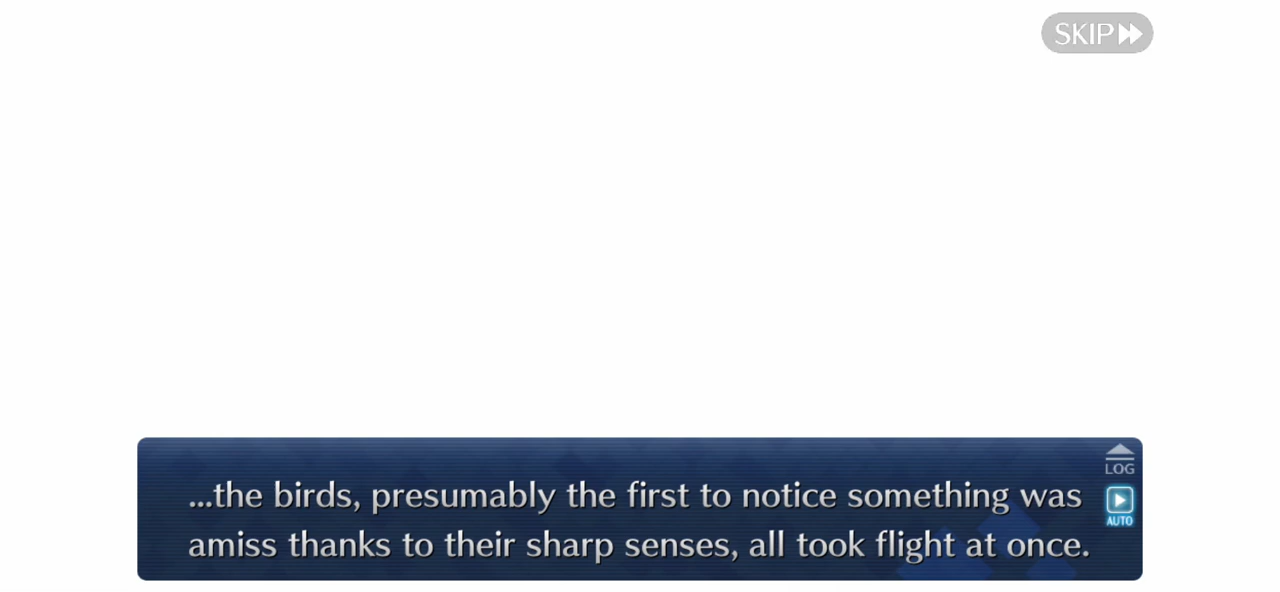 SKIP
LOG
...the birds, presumably the first to notice something was
AUTO
amiss thanks to their sharp senses, all took flight at once.